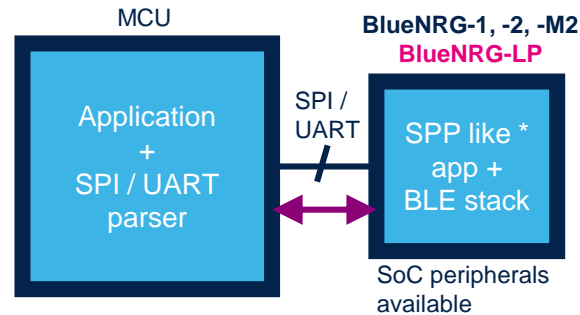 MCU
BlueNRG-1, -2, -M2
BlueNRG-LP
Application
+
SPI / UART
parser
SPI /
UART
SPP like *
app +
BLE stack
SoC peripherals
available